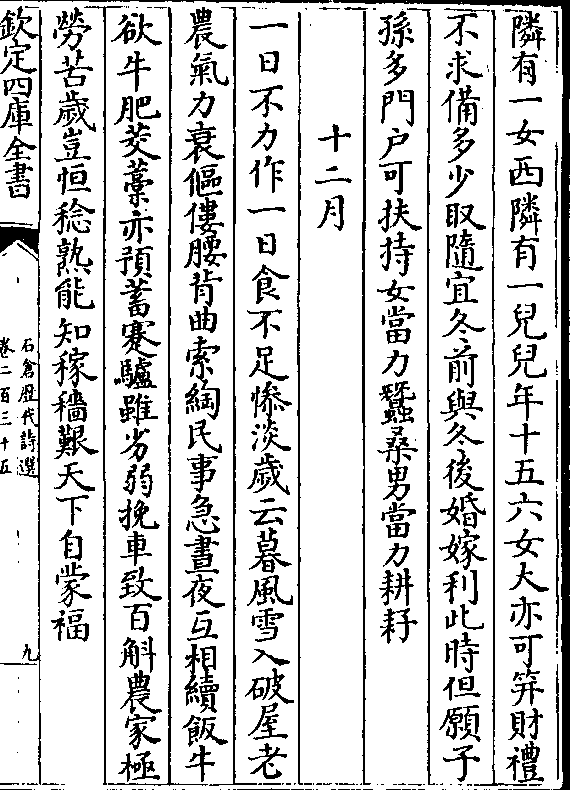 隣有一女西隣有一兒兒年十五六女大亦可筓財禮
不求備多少取隨宜冬前與冬後婚嫁利此時但願子
孫多門户可扶持女當力蠶桑男當力耕耔
十二月
一日不力作一日食不足慘淡歲云暮風雪入破屋老
農氣力衰傴僂腰背曲索綯民事急晝夜互相續飯牛
欲牛肥茭藁亦預蓄蹇驢雖劣弱挽車致百斛農家極
勞苦歲豈恒稔熟能知稼穡艱天下自蒙福
欽定四庫全書
石倉歴代詩選
卷二百三十五
九